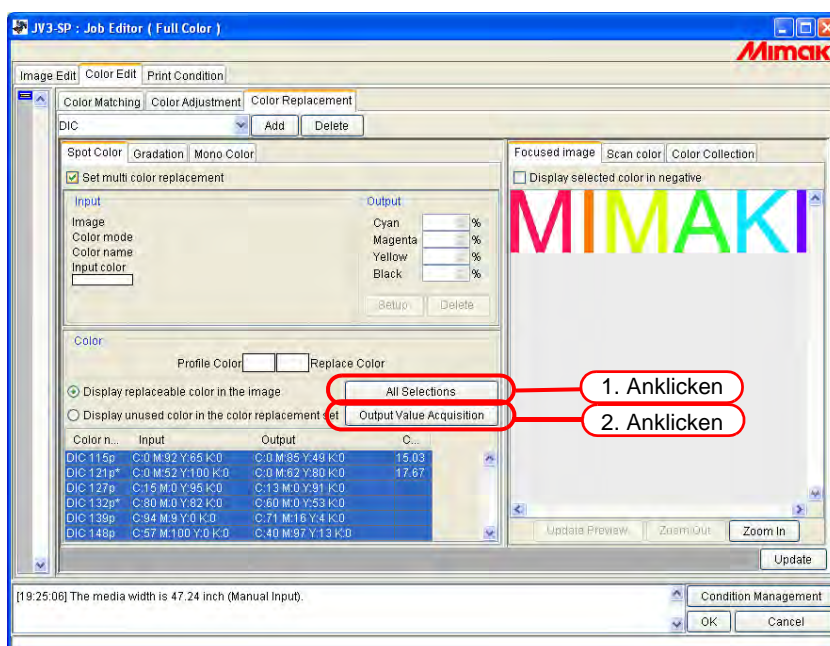 JV3-SP : Job Editor ( Full Color )
Mimaki
Image Edit Color Edit Print Condition
Color Matching Color Adjustment Color Replacement
DIC Add Delete
Spot Color Gradation Mono Color
Set multi color replacement
Input
Image
Color mode
Color name
Input color
Output
Cyan %
Magenta %
Yellow %
Black %
Setup Delete
Color
Profile Color Replace Color
Display replaceable color in the image All Selections
Display unused color in the color replacement set Output Value Acquisition
Color n... Input Output C...
DIC 115p C:0 M:92 Y:65 K:0 C:0 M:85 Y:49 K:0 15.03
DIC 121p* C:0 M:52 Y:100 K:0 C:0 M:62 Y:80 K:0 17.67
DIC 127p C:15 M:0 Y:95 K:0 C:13 M:0 Y:91 K:0
DIC 132p* C:80 M:0 Y:82 K:0 C:60 M:0 Y:53 K:0
DIC 139p C:94 M:9 Y:0 K:0 C:71 M:16 Y:4 K:0
DIC 148p C:57 M:100 Y:0 K:0 C:40 M:97 Y:13 K:0
Focused image Scan color Color Collection
Display selected color in negative
MIMAKI
1. Anklicken
2. Anklicken
Update Preview Zoom Out Zoom In
Update
[19:25:06] The media width is 47.24 inch (Manual Input).
Condition Management
OK Cancel